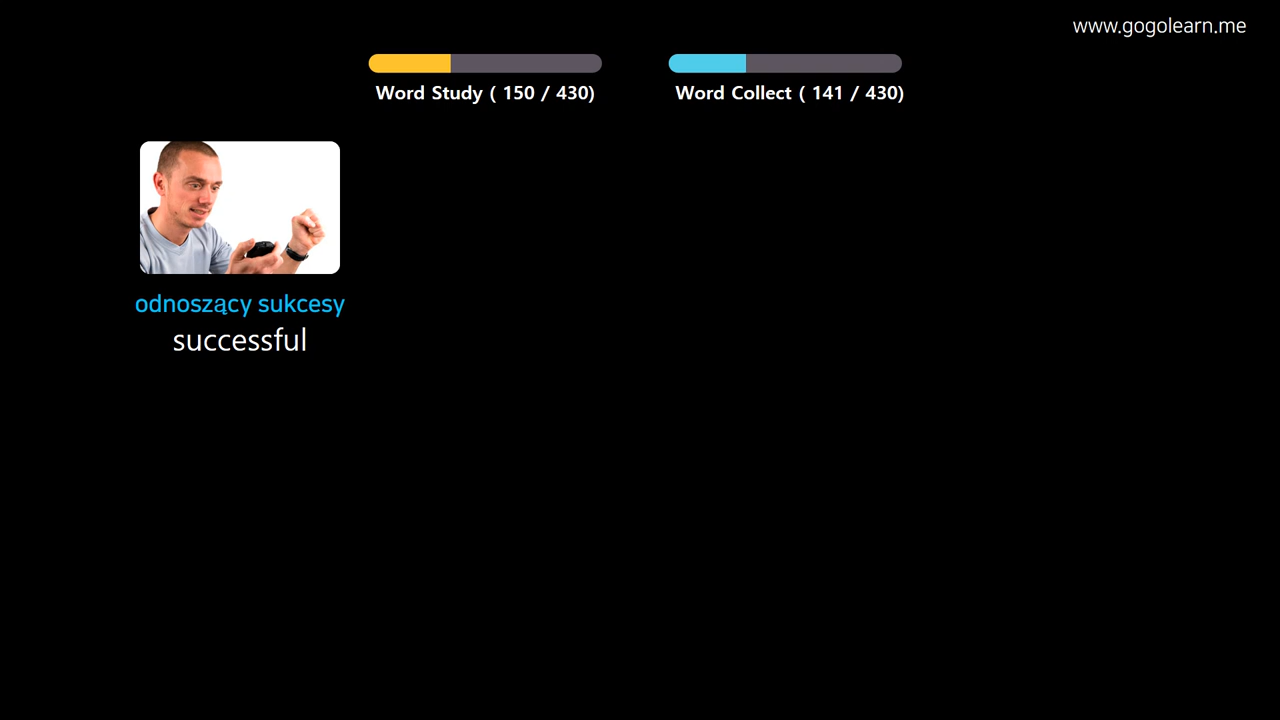 www.gogolearn.me
Word Study ( 150 / 430)
Word Collect ( 141 / 430)
odnoszący sukcesy
successful